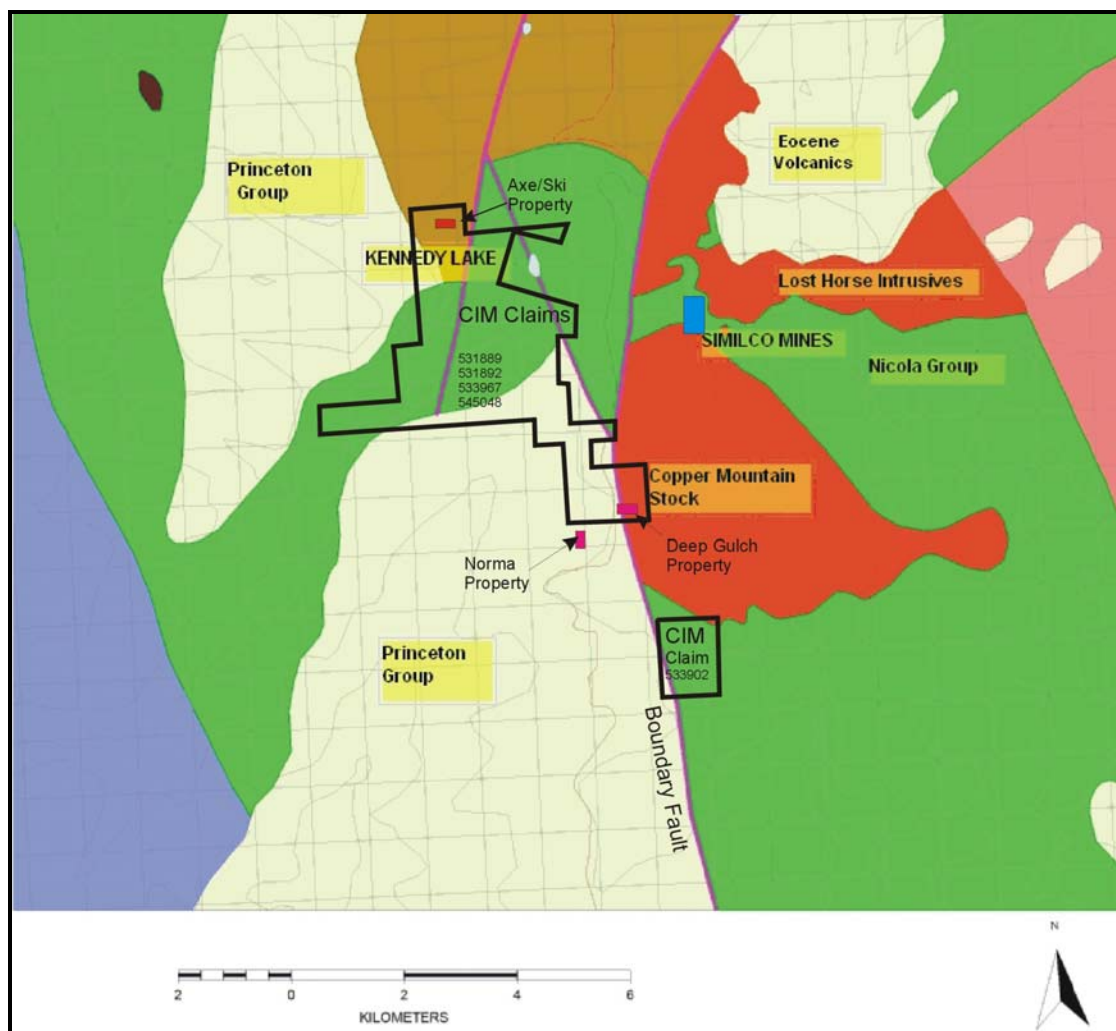 Princeton
Group
Eocene
Volcanics
Axe/Ski
Property
KENNEDY LAKE
Lost Horse Intrusives
CIM Claims
SIMILCO MINES
531889
531892
533967
545048
Nicola Group
Copper Mountain
Stock
Deep Gulch
Property
Norma
Property
CIM
Claim
533902
Princeton
Group
Boundary Fault
N
2 0 2 4 6
KILOMETERS